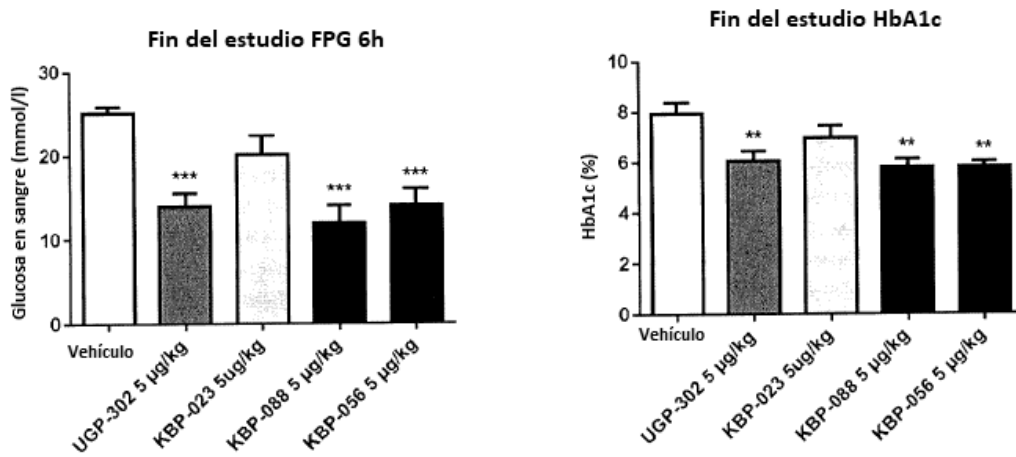 Fin del estudio FPG 6h
Glucosa en sangre (mmol/l)
30
20
10
0
***
***
***
Vehículo
UGP-302 5 µg/kg
KBP-023 5ug/kg
KBP-088 5 µg/kg
KBP-056 5 µg/kg
Fin del estudio HbA1c
HbA1c (%)
10
8
6
4
2
0
**
**
**
Vehículo
UGP-302 5 µg/kg
KBP-023 5ug/kg
KBP-088 5 µg/kg
KBP-056 5 µg/kg